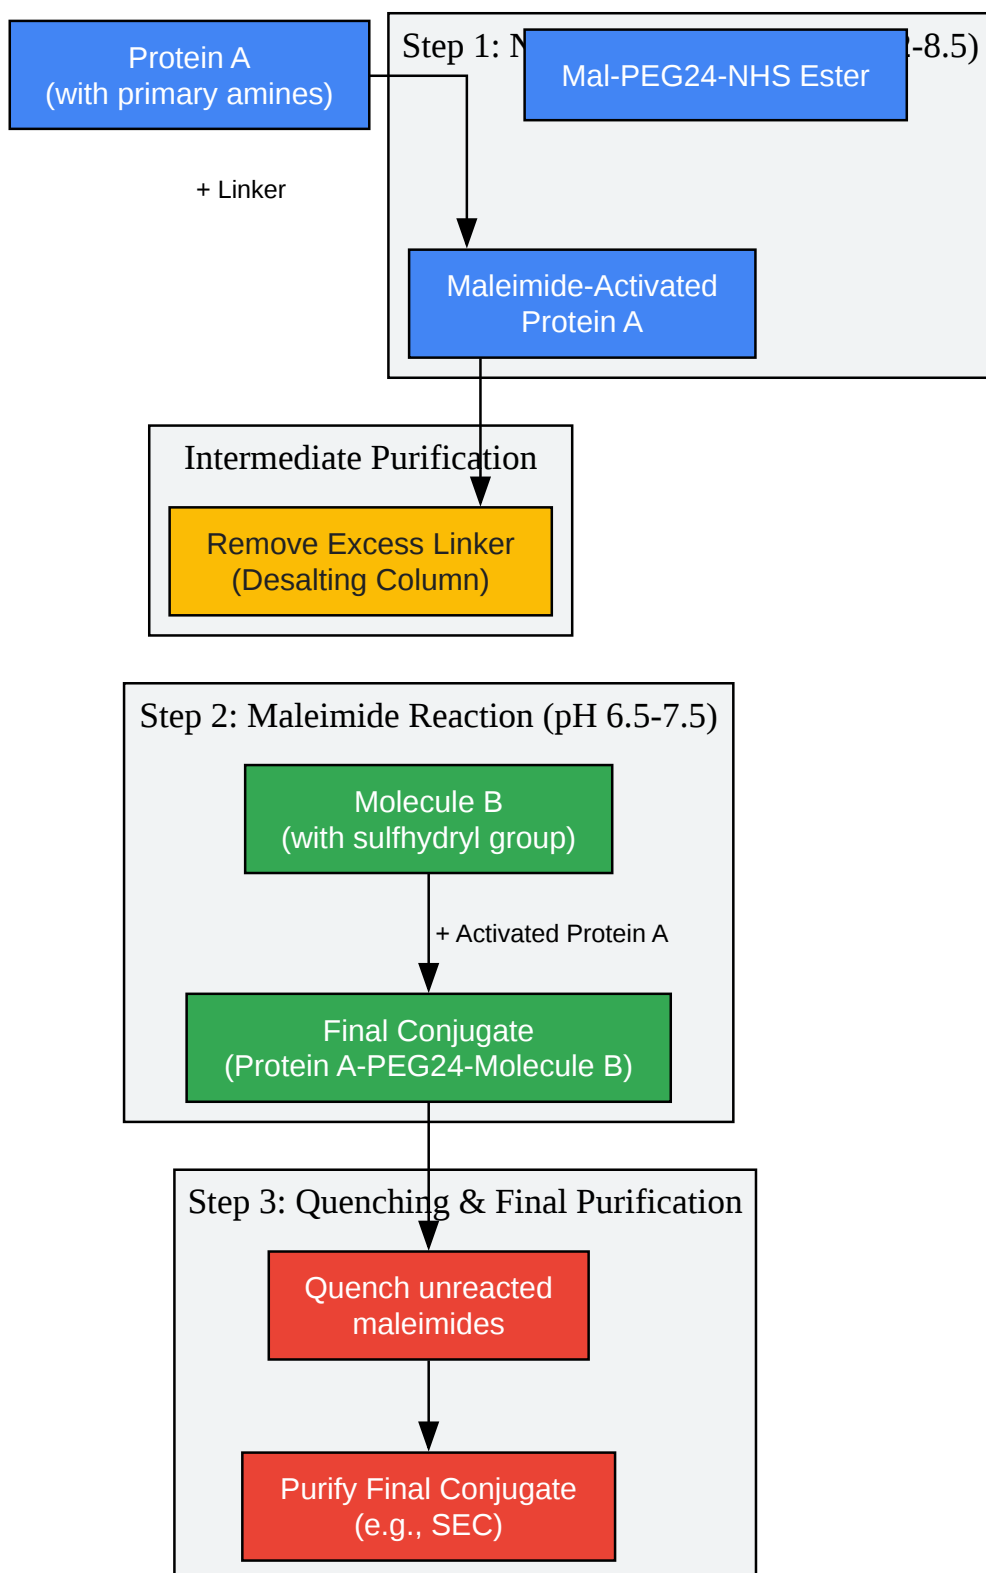 Protein A
(with primary amines)
Step 1:
-8.5)
Mal-PEG24-NHS Ester
+ Linker
Maleimide-Activated
Protein A
Intermediate Purification
Remove Excess Linker
(Desalting Column)
Step 2: Maleimide Reaction (pH 6.5-7.5)
Molecule B
(with sulfhydryl group)
+ Activated Protein A
Final Conjugate
(Protein A-PEG24-Molecule B)
Step 3: Quenching & Final Purification
Quench unreacted
maleimides
Purify Final Conjugate
(e.g., SEC)